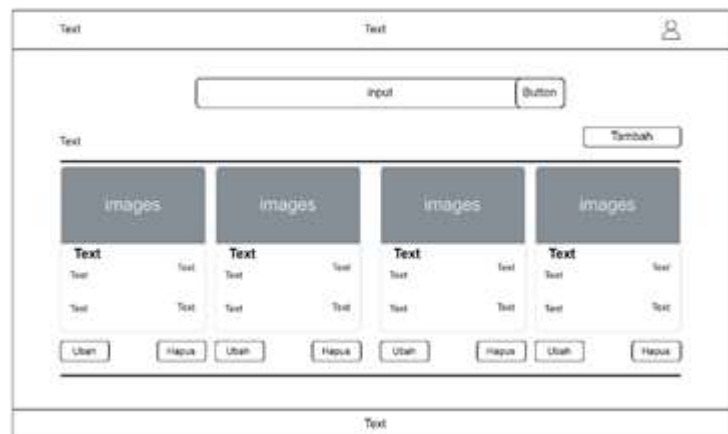 Text Text
input Button
Text Tambah
images images images images
Text Text Text Text
Text Text Text Text Text Text Text Text
Text Text Text Text Text Text Text Text
Ubah Hapus Ubah Hapus Ubah Hapus Ubah Hapus
Text